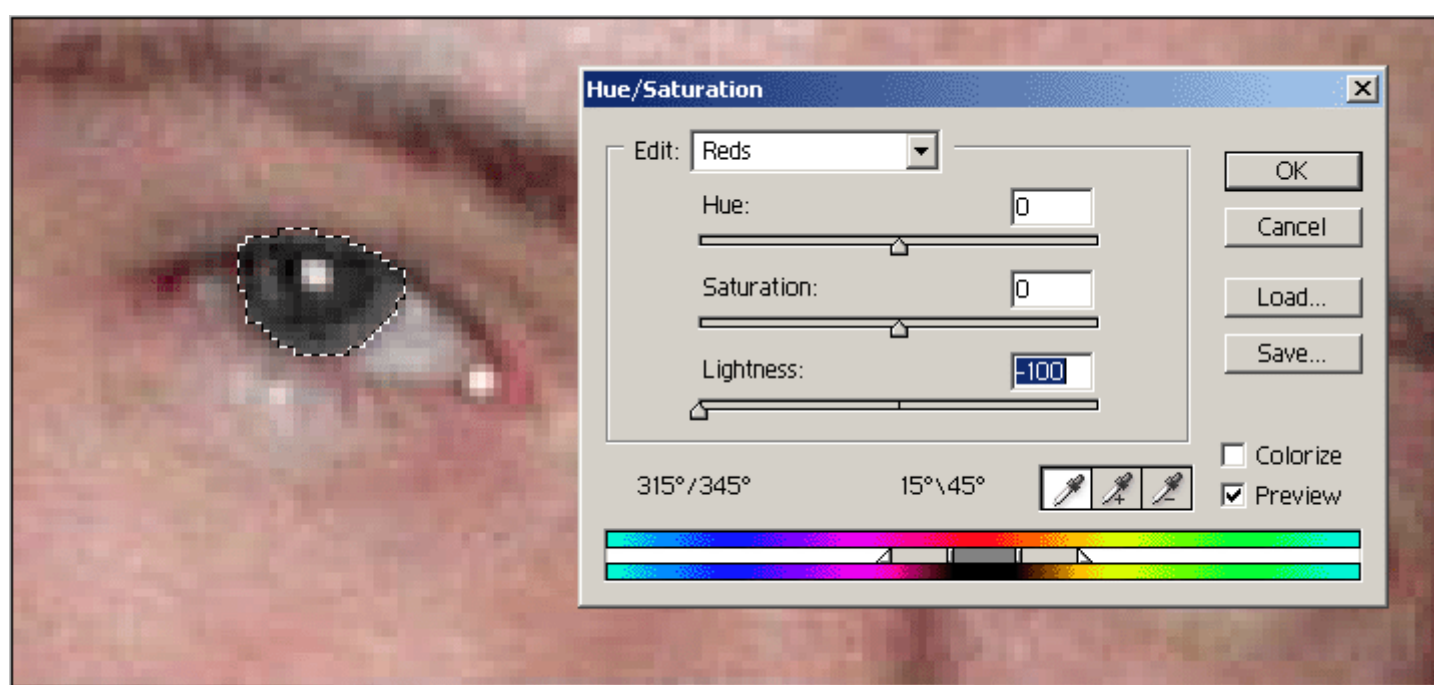 Hue/Saturation
Edit: Reds
OK
Hue: 0
Cancel
Saturation: 0
Load...
Save...
Lightness: -100
Colorize
315°/345° 15°\45°
Preview